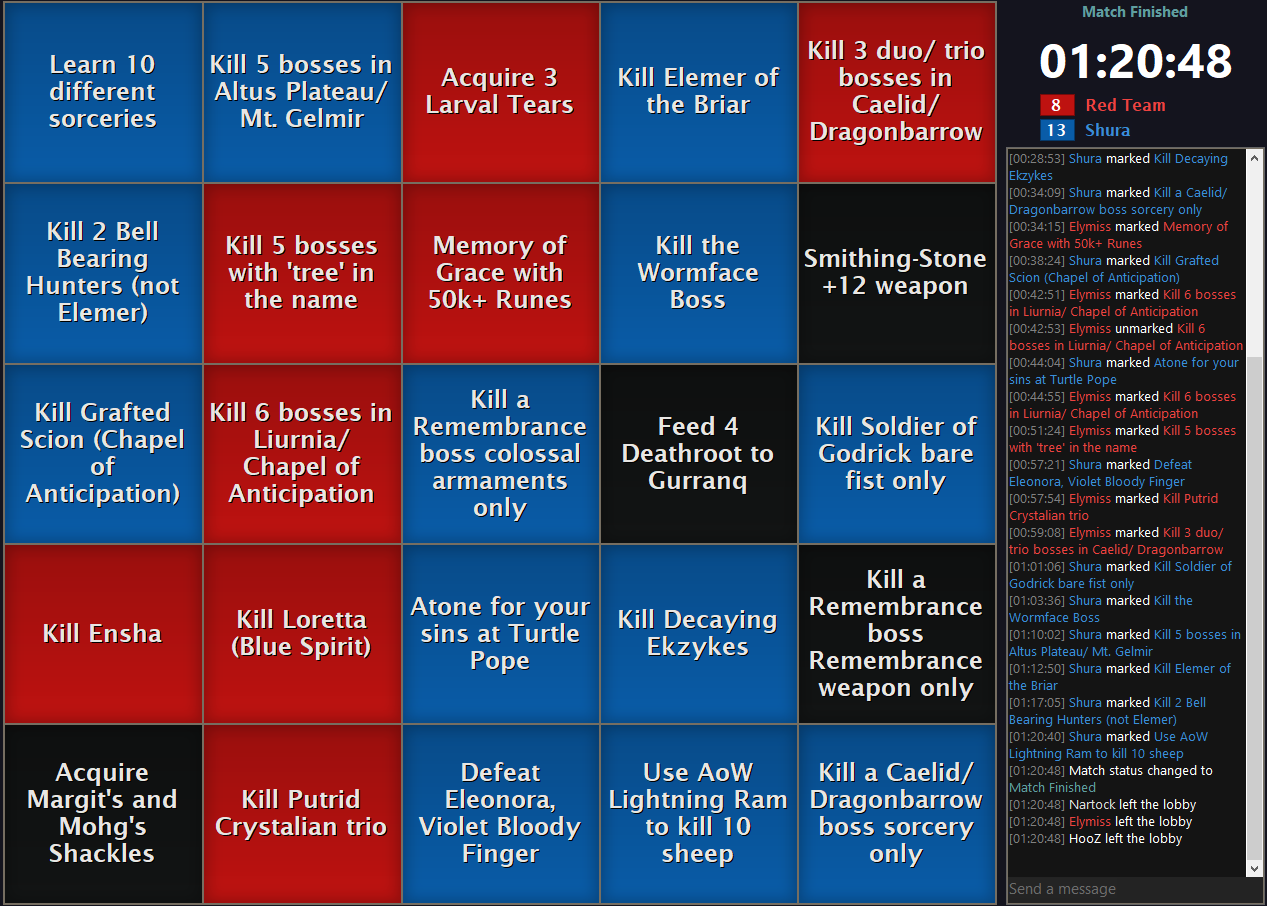 Learn 10
different
sorceries
Kill 5 bosses in
Altus Plateau/
Mt. Gelmir
Acquire 3
Larval Tears
Kill Elemer of
the Briar
Kill 3 duo/ trio
bosses in
Caelid/
Dragonbarrow
Kill 2 Bell
Bearing
Hunters (not
Elemer)
Kill 5 bosses
with 'tree' in
the name
Memory of
Grace with
50k+ Runes
Kill the
Wormface
Boss
Smithing-Stone
+12 weapon
Kill Grafted
Scion (Chapel
of
Anticipation)
Kill 6 bosses in
Liurnia/
Chapel of
Anticipation
Kill a
Remembrance
boss colossal
armaments
only
Feed 4
Deathroot to
Gurranq
Kill Soldier of
Godrick bare
fist only
Kill Ensha
Kill Loretta
(Blue Spirit)
Atone for your
sins at Turtle
Pope
Kill Decaying
Ekzykes
Kill a
Remembrance
boss
Remembrance
weapon only
Acquire
Margit's and
Mohg's
Shackles
Kill Putrid
Crystalian trio
Defeat
Eleonora,
Violet Bloody
Finger
Use AoW
Lightning Ram
to kill 10
sheep
Kill a Caelid/
Dragonbarrow
boss sorcery
only
Match Finished
01:20:48
8 Red Team
13 Shura
[00:28:53] Shura marked Kill Decaying
Ekzykes
[00:34:09] Shura marked Kill a Caelid/
Dragonbarrow boss sorcery only
[00:34:15] Elymiss marked Memory of
Grace with 50k+ Runes
[00:38:24] Shura marked Kill Grafted
Scion (Chapel of Anticipation)
[00:42:51] Elymiss marked Kill 6 bosses
in Liurnia/ Chapel of Anticipation
[00:42:53] Elymiss unmarked Kill 6
bosses in Liurnia/ Chapel of Anticipation
[00:44:04] Shura marked Atone for your
sins at Turtle Pope
[00:44:55] Elymiss marked Kill 6 bosses
in Liurnia/ Chapel of Anticipation
[00:51:24] Elymiss marked Kill 5 bosses
with 'tree' in the name
[00:57:21] Shura marked Defeat
Eleonora, Violet Bloody Finger
[00:57:54] Elymiss marked Kill Putrid
Crystalian trio
[00:59:08] Elymiss marked Kill 3 duo/
trio bosses in Caelid/ Dragonbarrow
[01:01:06] Shura marked Kill Soldier of
Godrick bare fist only
[01:03:36] Shura marked Kill the
Wormface Boss
[01:10:02] Shura marked Kill 5 bosses in
Altus Plateau/ Mt. Gelmir
[01:12:50] Shura marked Kill Elemer of
the Briar
[01:17:05] Shura marked Kill 2 Bell
Bearing Hunters (not Elemer)
[01:20:40] Shura marked Use AoW
Lightning Ram to kill 10 sheep
[01:20:48] Match status changed to
Match Finished
[01:20:48] Nartock left the lobby
[01:20:48] Elymiss left the lobby
[01:20:48] HooZ left the lobby
Send a message